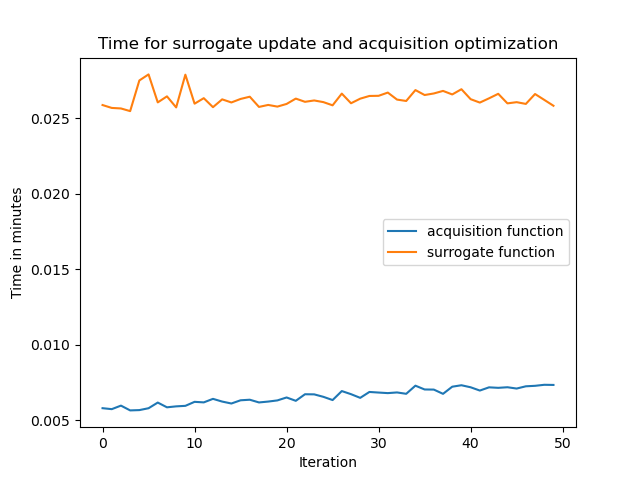 Time for surrogate update and acquisition optimization
0.025
0.020
0.015
0.010
0.005
Time in minutes
acquisition function
surrogate function
0 10 20 30 40 50
Iteration